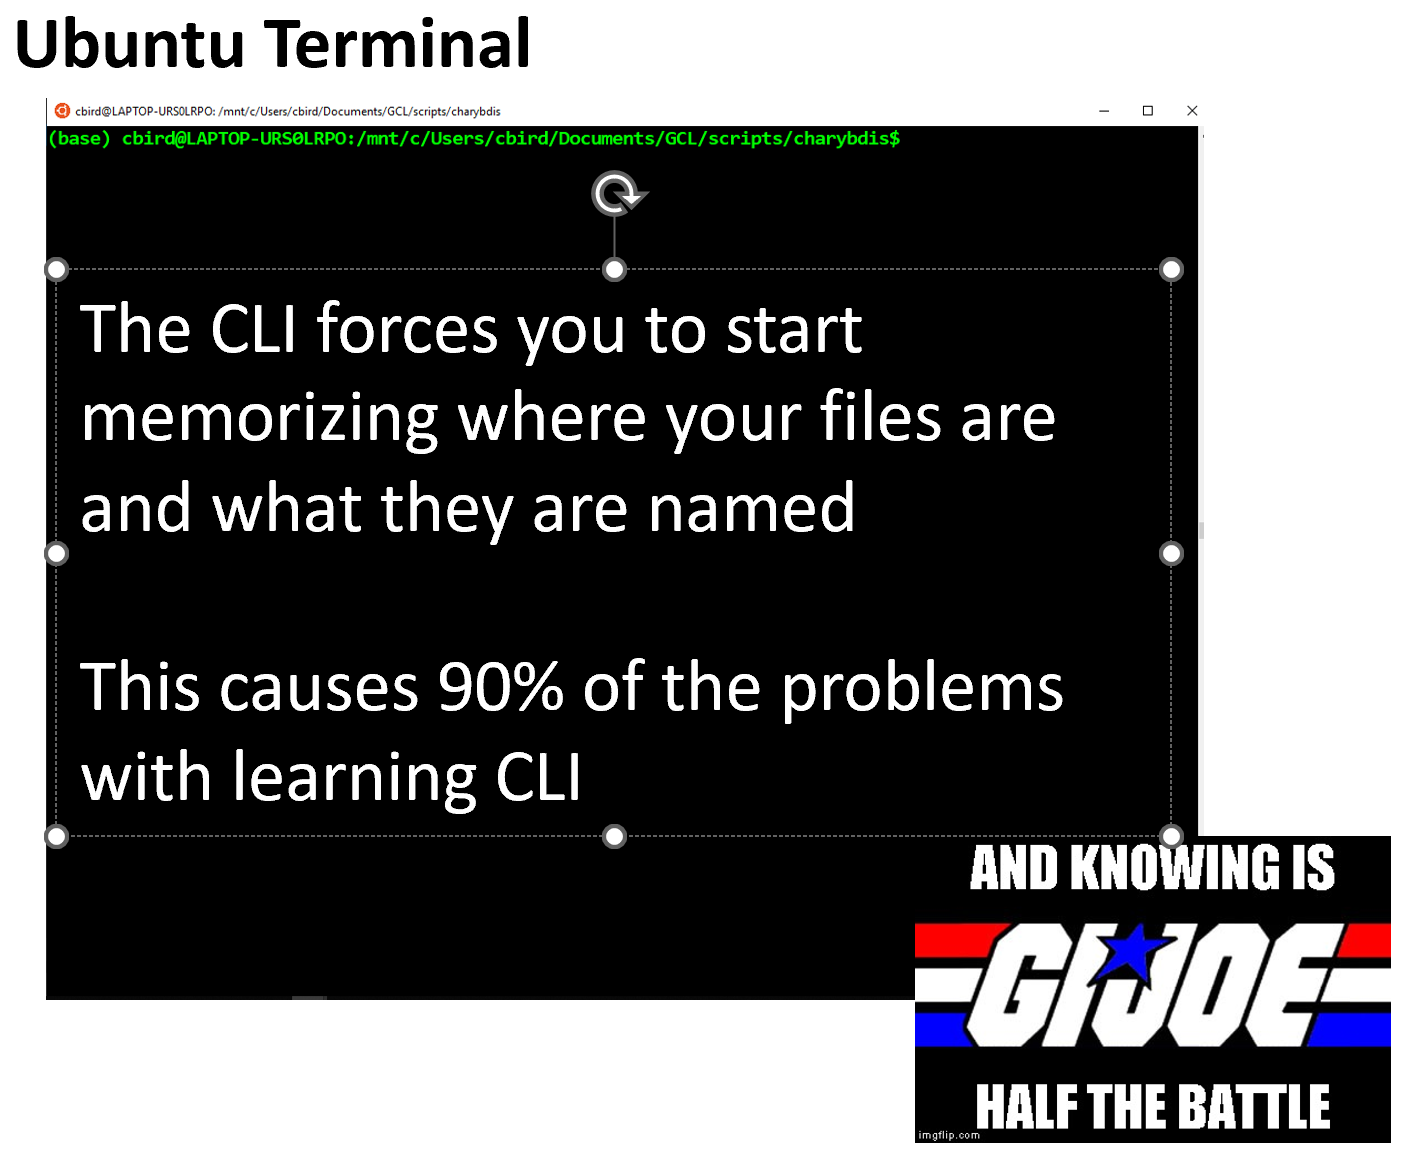 Ubuntu Terminal
cbird@LAPTOP-URS0LRPO: /mnt/c/Users/cbird/Documents/GCL/scripts/charybdis
(base) cbird@LAPTOP-URS0LRPO:/mnt/c/Users/cbird/Documents/GCL/scripts/charybdis$
The CLI forces you to start
memorizing where your files are
and what they are named
This causes 90% of the problems
with learning CLI
AND KNOWING IS
GI JOE
HALF THE BATTLE
imgflip.com